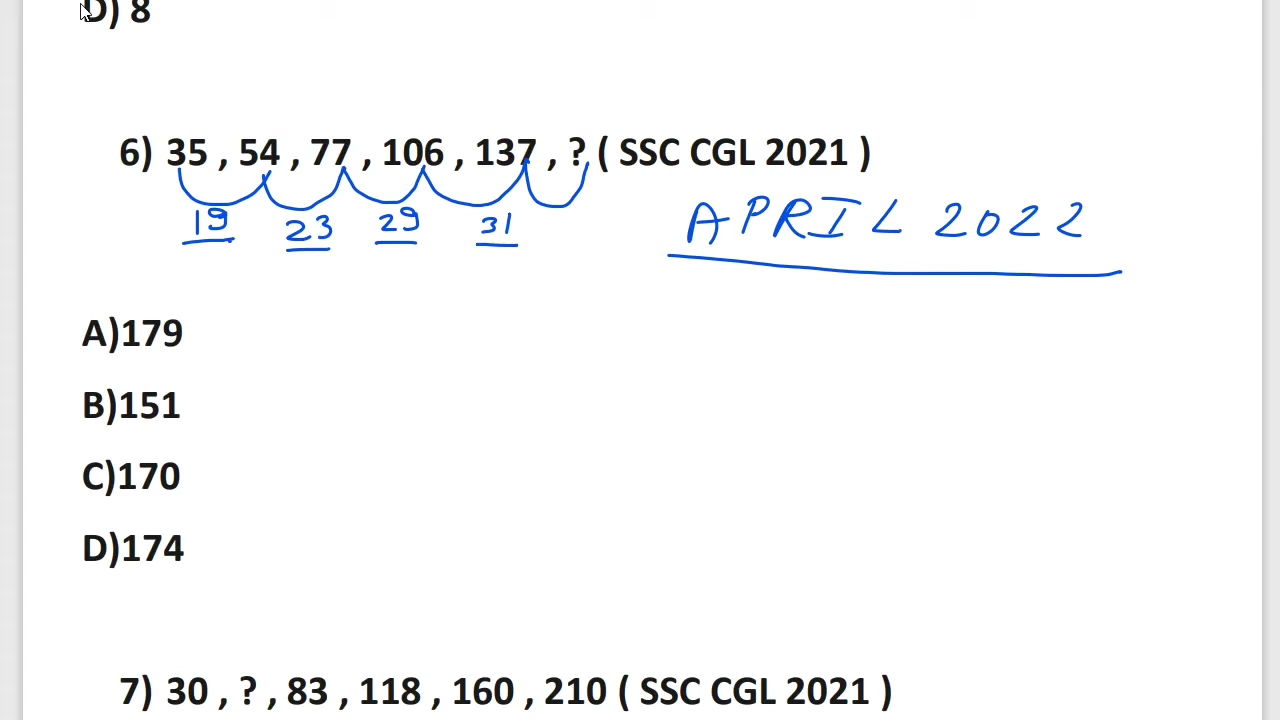 D) 8
6) 35 , 54 , 77 , 106 , 137 , ? ( SSC CGL 2021 )
19 23 29 31
APRIL 2022
A)179
B)151
C)170
D)174
7) 30 , ? , 83 , 118 , 160 , 210 ( SSC CGL 2021 )